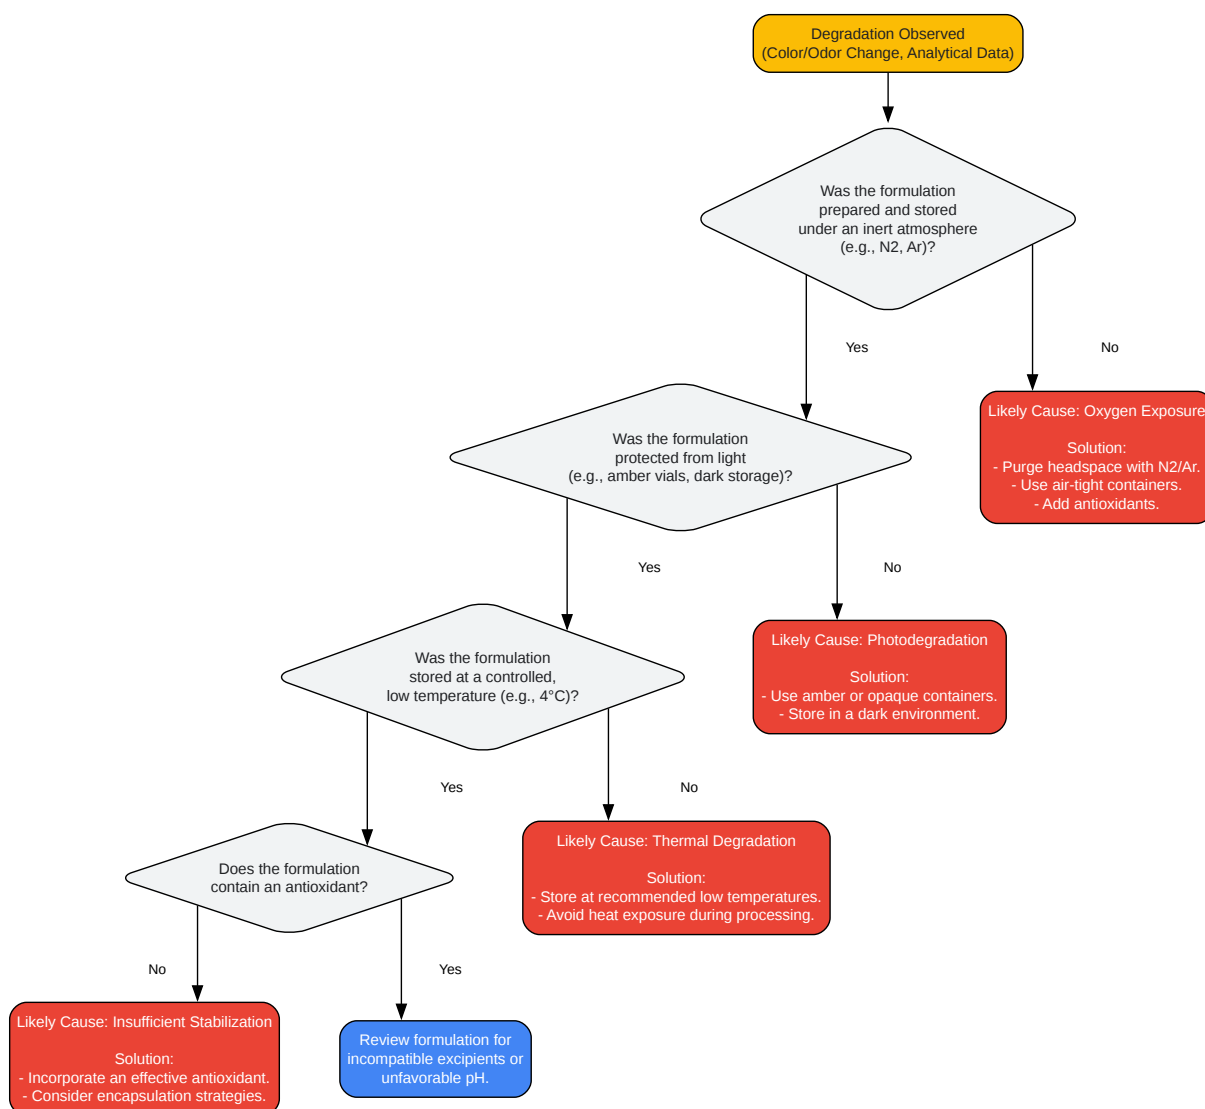 Degradation Observed
(Color/Odor Change, Analytical Data)
Was the formulation
prepared and stored
under an inert atmosphere
(e.g., N2, Ar)?
Yes
No
Likely Cause: Oxygen Exposure
Solution:
- Purge headspace with N2/Ar.
- Use air-tight containers.
- Add antioxidants.
Was the formulation
protected from light
(e.g., amber vials, dark storage)?
Yes
No
Likely Cause: Photodegradation
Solution:
- Use amber or opaque containers.
- Store in a dark environment.
Was the formulation
stored at a controlled,
low temperature (e.g., 4°C)?
Yes
No
Likely Cause: Thermal Degradation
Solution:
- Store at recommended low temperatures.
- Avoid heat exposure during processing.
Does the formulation
contain an antioxidant?
No
Yes
Likely Cause: Insufficient Stabilization
Solution:
- Incorporate an effective antioxidant.
- Consider encapsulation strategies.
Review formulation for
incompatible excipients or
unfavorable pH.